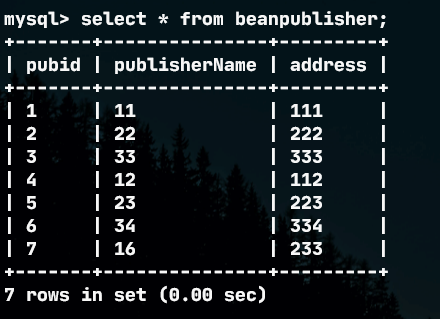 mysql> select * from beanpublisher;
+-------+---------------+---------+
| pubid | publisherName | address |
+-------+---------------+---------+
| 1     | 11            | 111     |
| 2     | 22            | 222     |
| 3     | 33            | 333     |
| 4     | 12            | 112     |
| 5     | 23            | 223     |
| 6     | 34            | 334     |
| 7     | 16            | 233     |
+-------+---------------+---------+
7 rows in set (0.00 sec)